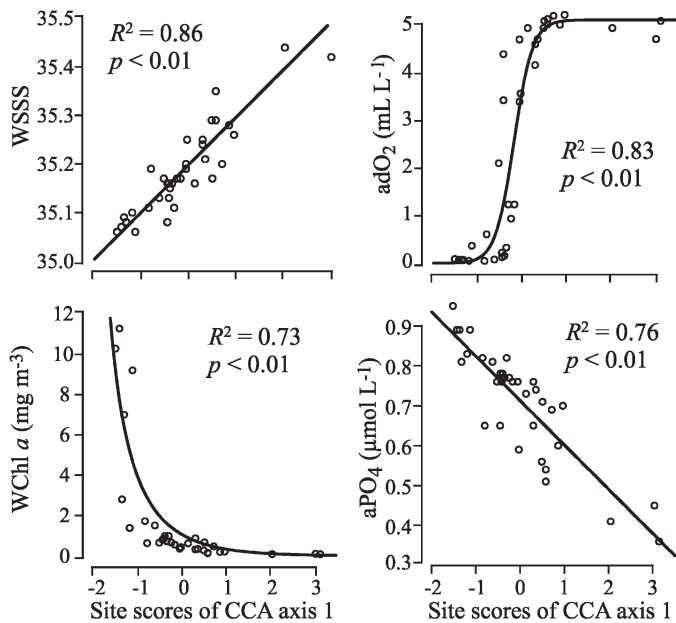 35.5
35.3
35.2
35.1
35.0
WSSS
R² = 0.86
p < 0.01
5
4
3
2
1
0
adO₂ (mL L⁻¹)
R² = 0.83
p < 0.01
12
10
8
6
4
2
0
WChl a (mg m⁻³)
R² = 0.73
p < 0.01
-2 -1 0 1 2 3
Site scores of CCA axis 1
0.9
0.8
0.7
0.6
0.5
0.4
0.3
aPO₄ (µmol L⁻¹)
R² = 0.76
p < 0.01
-2 -1 0 1 2 3
Site scores of CCA axis 1